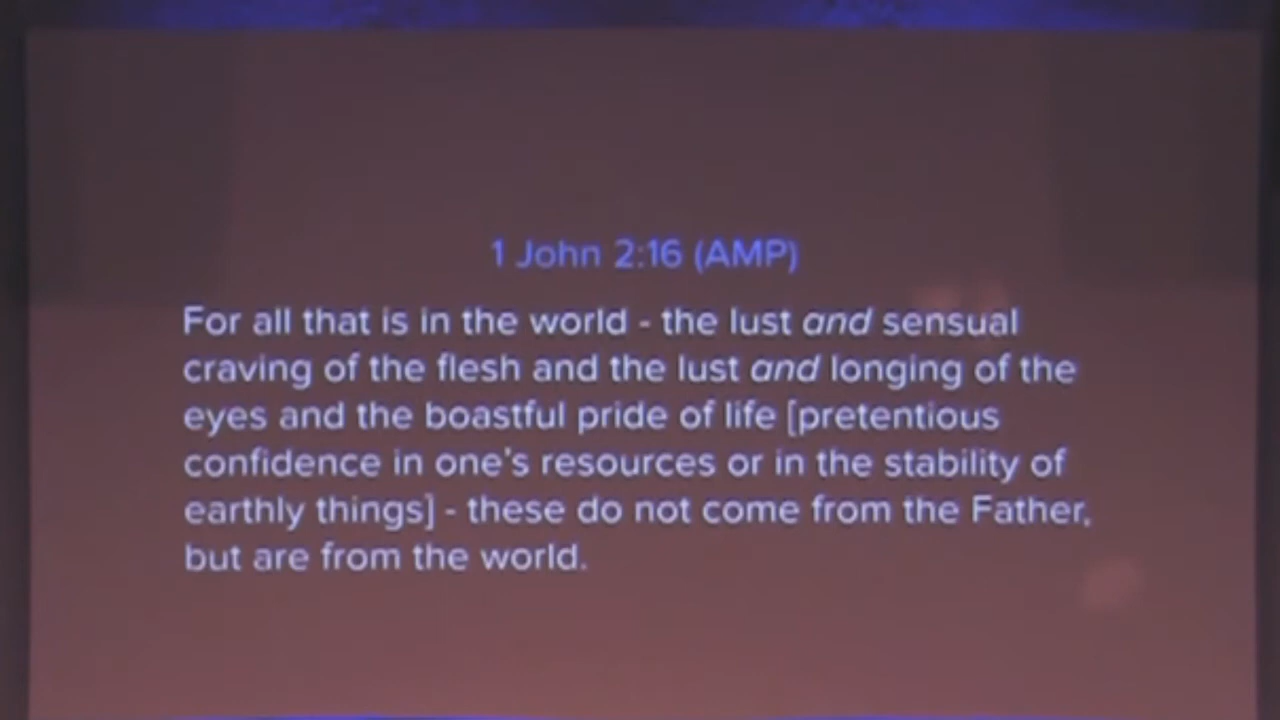 1 John 2:16 (AMP)
For all that is in the world - the lust and sensual
craving of the flesh and the lust and longing of the
eyes and the boastful pride of life [pretentious
confidence in one's resources or in the stability of
earthly things] - these do not come from the Father,
but are from the world.